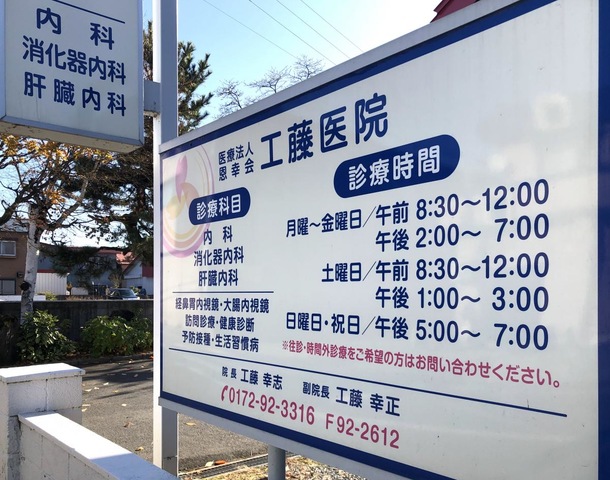 内科
消化器内科
肝臓内科
医療法人
恩幸会
工藤医院
診療科目
内科
消化器内科
肝臓内科
経鼻胃内視鏡・大腸内視鏡
訪問診療・健康診断
予防接種・生活習慣病
診療時間
月曜～金曜日/午前 8:30～12:00
午後 2:00～ 7:00
土曜日/午前 8:30～12:00
午後 1:00～ 3:00
日曜日・祝日/午後 5:00～ 7:00
※往診・時間外診療をご希望の方はお問い合わせください。
院長 工藤 幸志 副院長 工藤 幸正
0172-92-3316 F92-2612